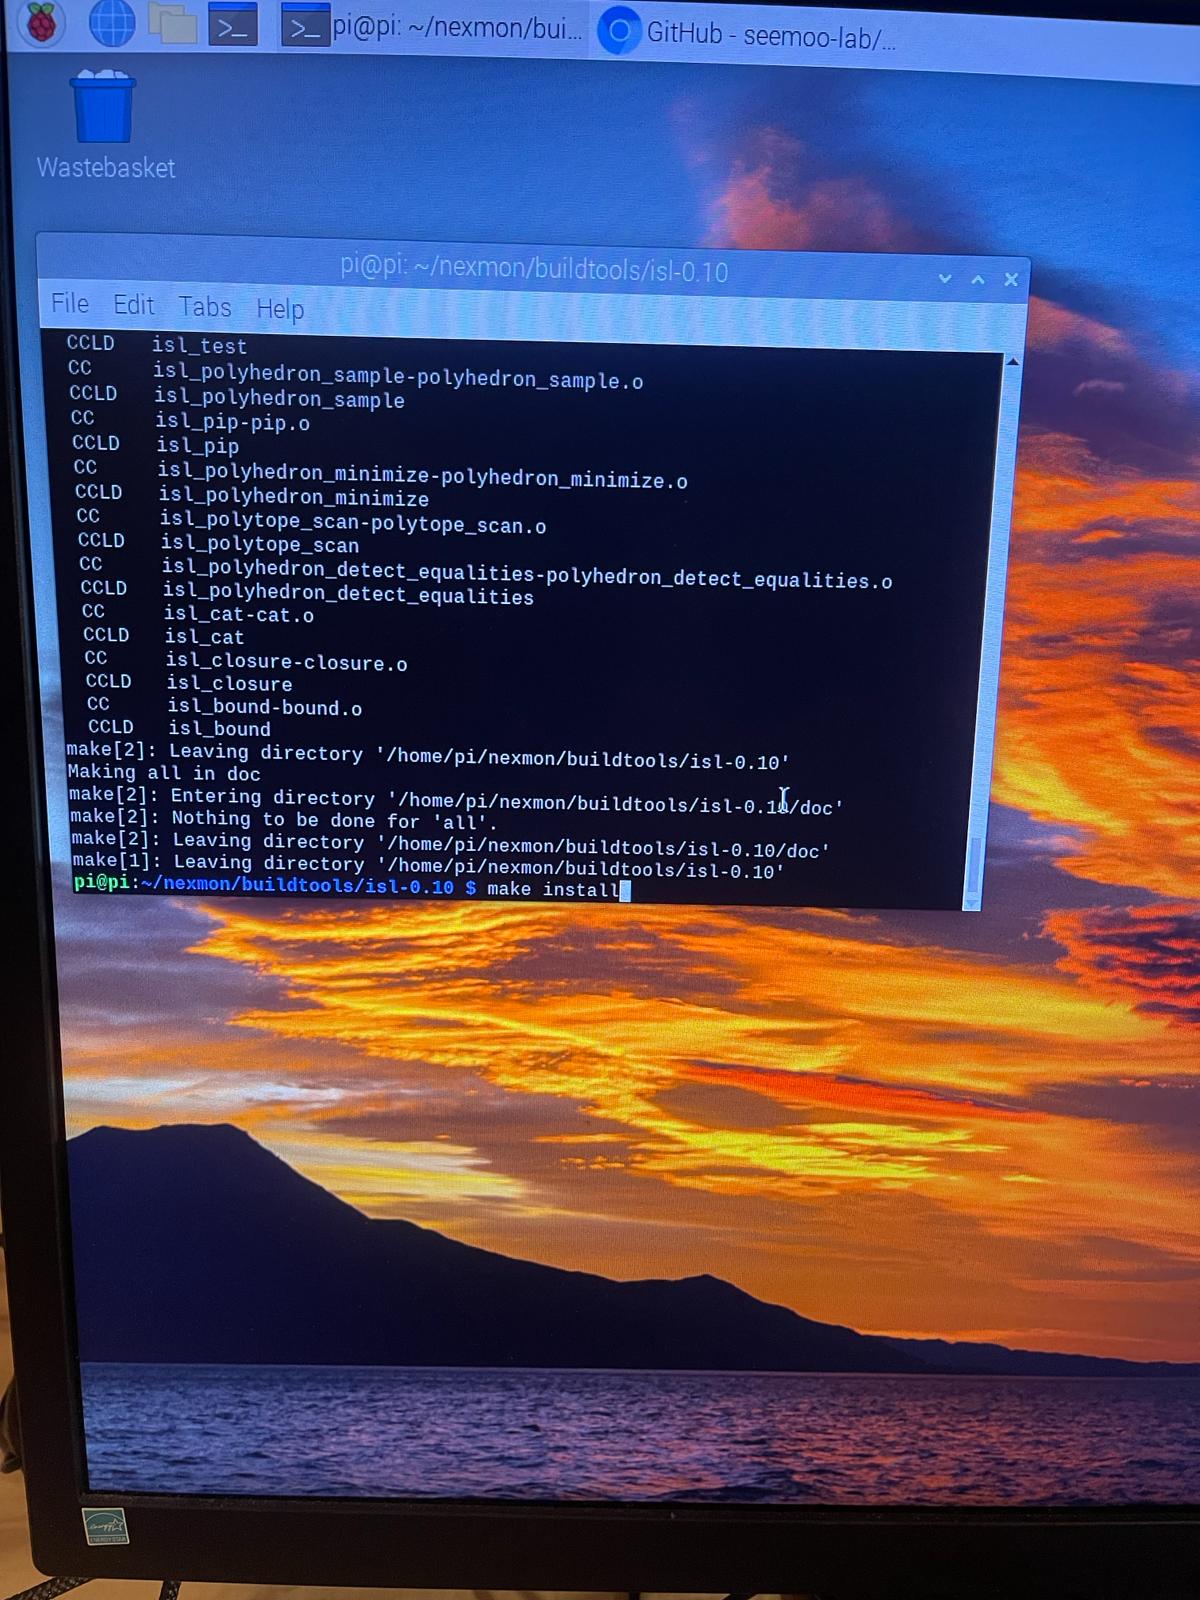 pi@pi: ~/nexmon/bui...
GitHub - seemoo-lab/...
Wastebasket
pi@pi: ~/nexmon/buildtools/isl-0.10
File Edit Tabs Help
CCLD isl_test
CC isl_polyhedron_sample-polyhedron_sample.o
CCLD isl_polyhedron_sample
CC isl_pip-pip.o
CCLD isl_pip
CC isl_polyhedron_minimize-polyhedron_minimize.o
CCLD isl_polyhedron_minimize
CC isl_polytope_scan-polytope_scan.o
CCLD isl_polytope_scan
CC isl_polyhedron_detect_equalities-polyhedron_detect_equalities.o
CCLD isl_polyhedron_detect_equalities
CC isl_cat-cat.o
CCLD isl_cat
CC isl_closure-closure.o
CCLD isl_closure
CC isl_bound-bound.o
CCLD isl_bound
make[2]: Leaving directory '/home/pi/nexmon/buildtools/isl-0.10'
Making all in doc
make[2]: Entering directory '/home/pi/nexmon/buildtools/isl-0.10/doc'
make[2]: Nothing to be done for 'all'.
make[2]: Leaving directory '/home/pi/nexmon/buildtools/isl-0.10/doc'
make[1]: Leaving directory '/home/pi/nexmon/buildtools/isl-0.10'
pi@pi:~/nexmon/buildtools/isl-0.10 $ make install
ENERGY STAR